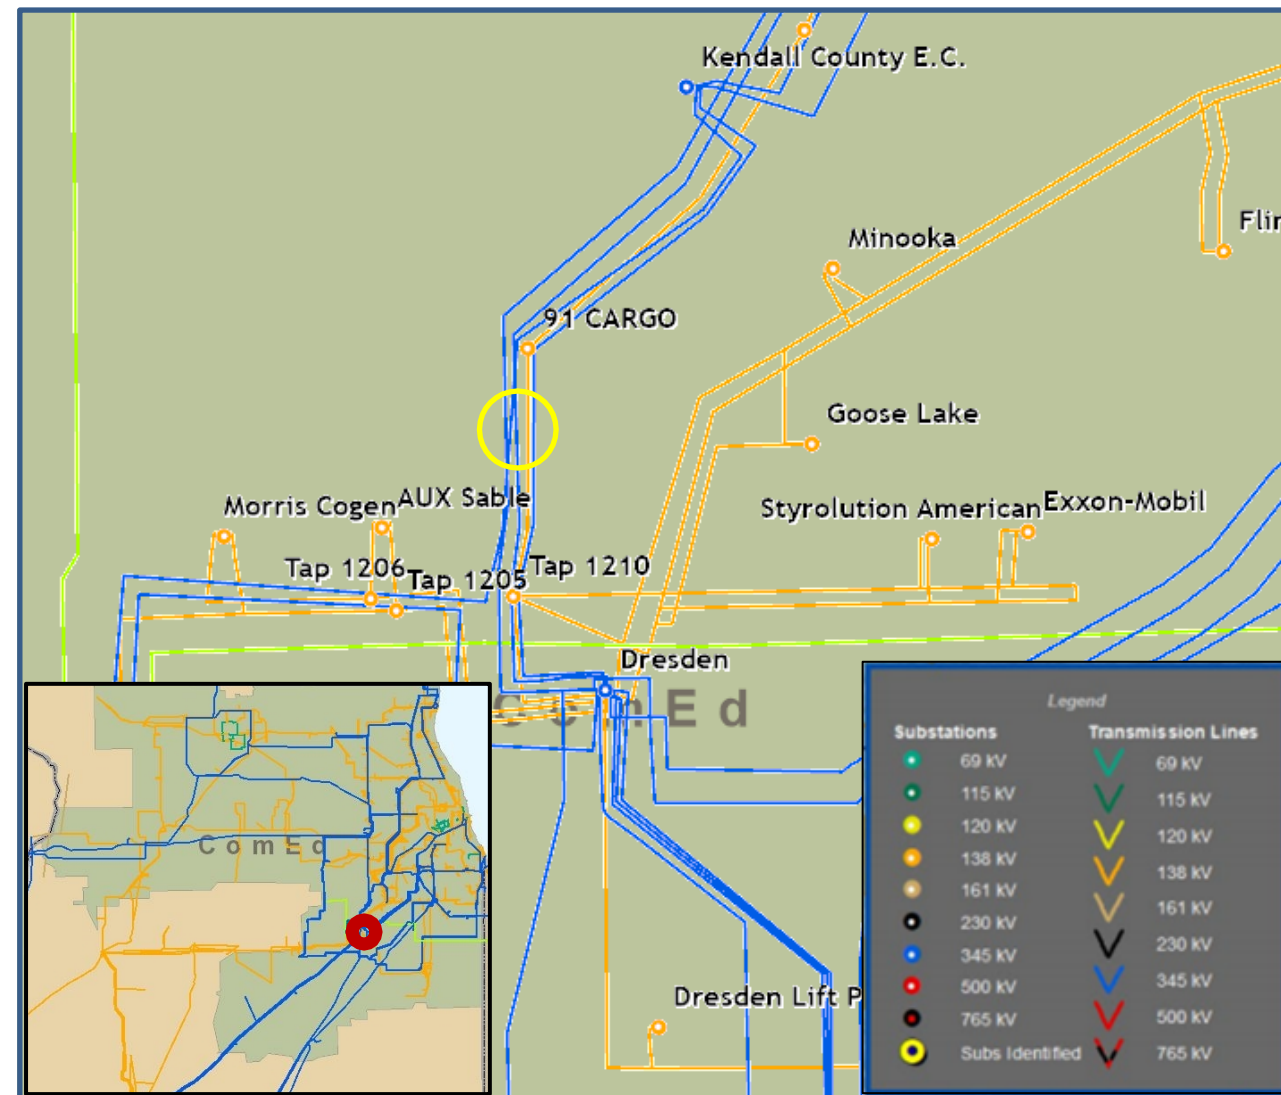 Kendall County E.C.
Minooka
91 CARGO
Goose Lake
Morris Cogen
AUX Sable
Styrolution American
Exxon-Mobil
Tap 1206
Tap 1205
Tap 1210
Dresden
ComEd
ComEd
Legend
Substations Transmission Lines
69 kV 69 kV
115 kV 115 kV
120 kV 120 kV
138 kV 138 kV
161 kV 161 kV
230 kV 230 kV
345 kV 345 kV
500 kV 500 kV
765 kV 765 kV
Subs Identified
Dresden Lift P